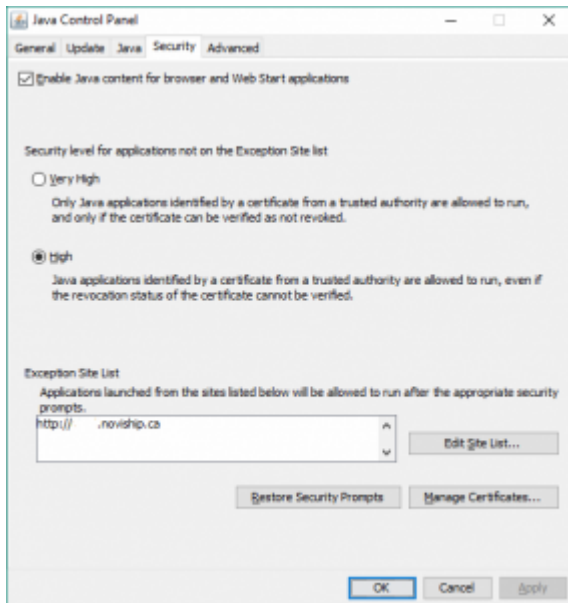 Java Control Panel
General Update Java Security Advanced
Enable Java content for browser and Web Start applications
Security level for applications not on the Exception Site list
Very High
Only Java applications identified by a certificate from a trusted authority are allowed to run,
and only if the certificate can be verified as not revoked.
High
Java applications identified by a certificate from a trusted authority are allowed to run, even if
the revocation status of the certificate cannot be verified.
Exception Site List
Applications launched from the sites listed below will be allowed to run after the appropriate security
prompts.
http:// .noviship.ca
Edit Site List...
Restore Security Prompts Manage Certificates...
OK Cancel Apply